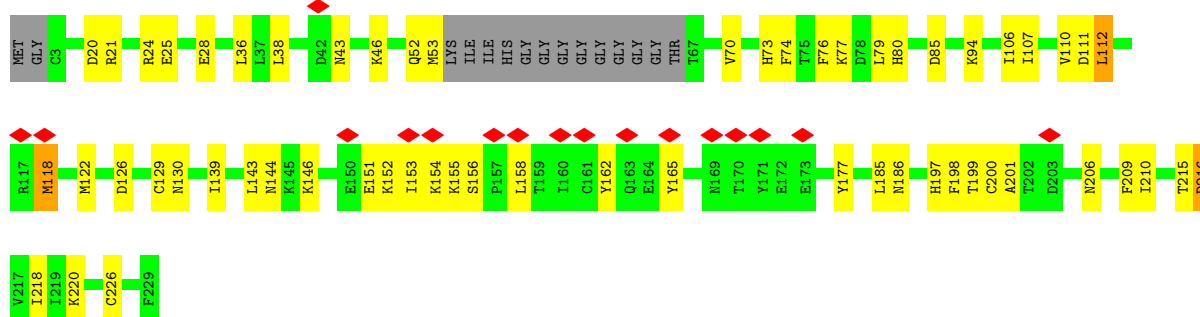 MET GLY C3 D20 R21 R24 E25 E28 L36 L37 L38 D42 N43 K46 Q52 M53 LYS ILE ILE HIS GLY GLY GLY GLY GLY GLY GLY THR T67 V70 H73 F74 T75 F76 K77 D78 L79 H80 D85 K94 I106 I107 V110 D111 L112
R117 M118 M122 D126 C129 N130 I139 L143 N144 K145 K146 E150 E151 K152 I153 K154 K155 S156 P157 L158 T159 I160 C161 Y162 Q163 E164 Y165 N169 T170 Y171 E172 E173 Y177 L185 N186 H197 F198 T199 C200 A201 T202 D203 N206 F209 I210 T215
V217 I218 I219 K220 C226 F229